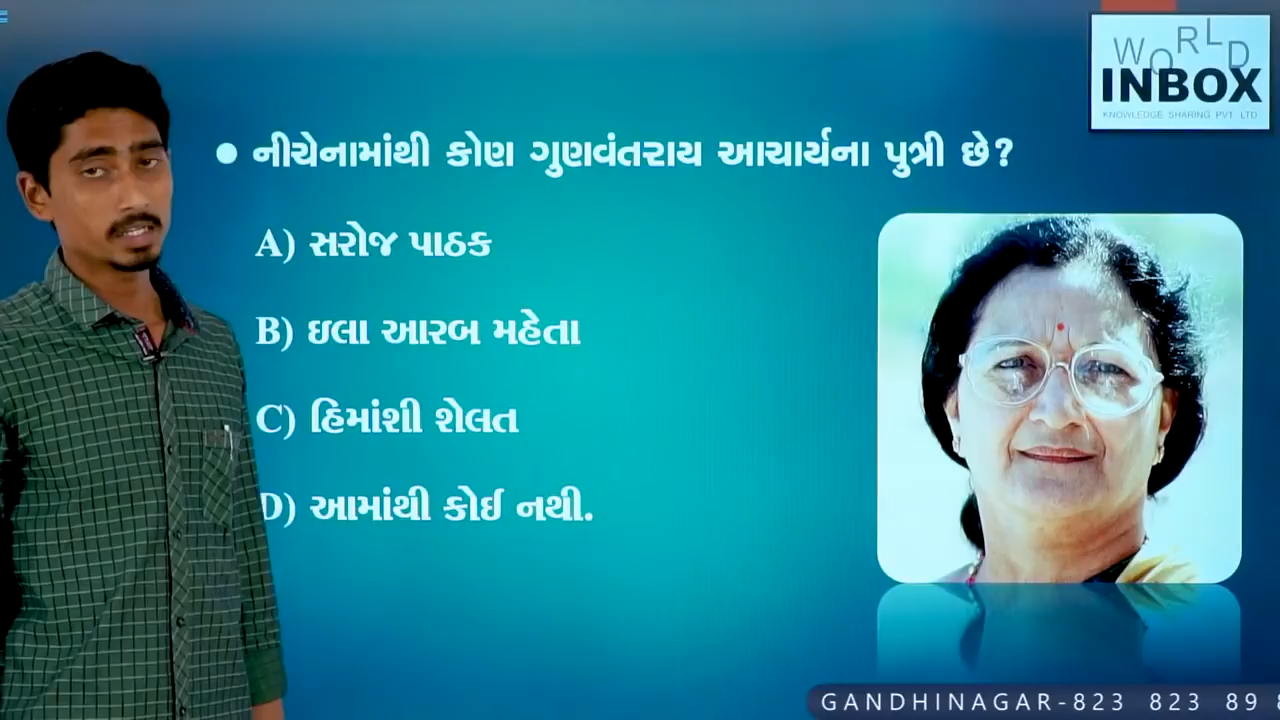 WORLD
INBOX
KNOWLEDGE SHARING PVT LTD
• નીચેનામાંથી કોણ ગુણવંતરાય આચાર્યના પુત્રી છે?
A) સરોજ પાઠક
B) ઇલા આરબ મહેતા
C) હિમાંશી શેલત
D) આમાંથી કોઈ નથી.
GANDHINAGAR-823 823 89